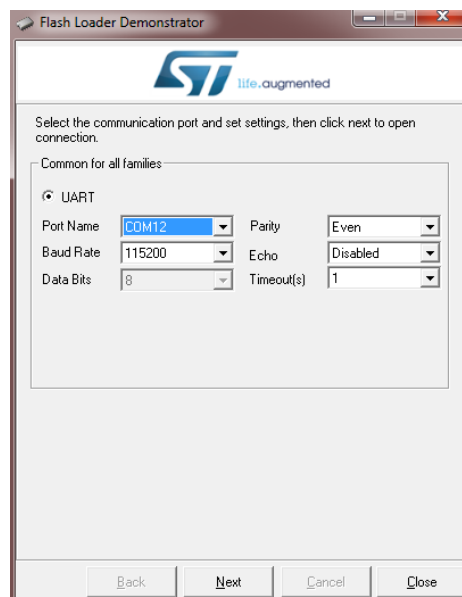 Flash Loader Demonstrator
ST
life.augmented
Select the communication port and set settings, then click next to open
connection.
Common for all families
UART
Port Name COM12 Parity Even
Baud Rate 115200 Echo Disabled
Data Bits 8 Timeout(s) 1
Back Next Cancel Close